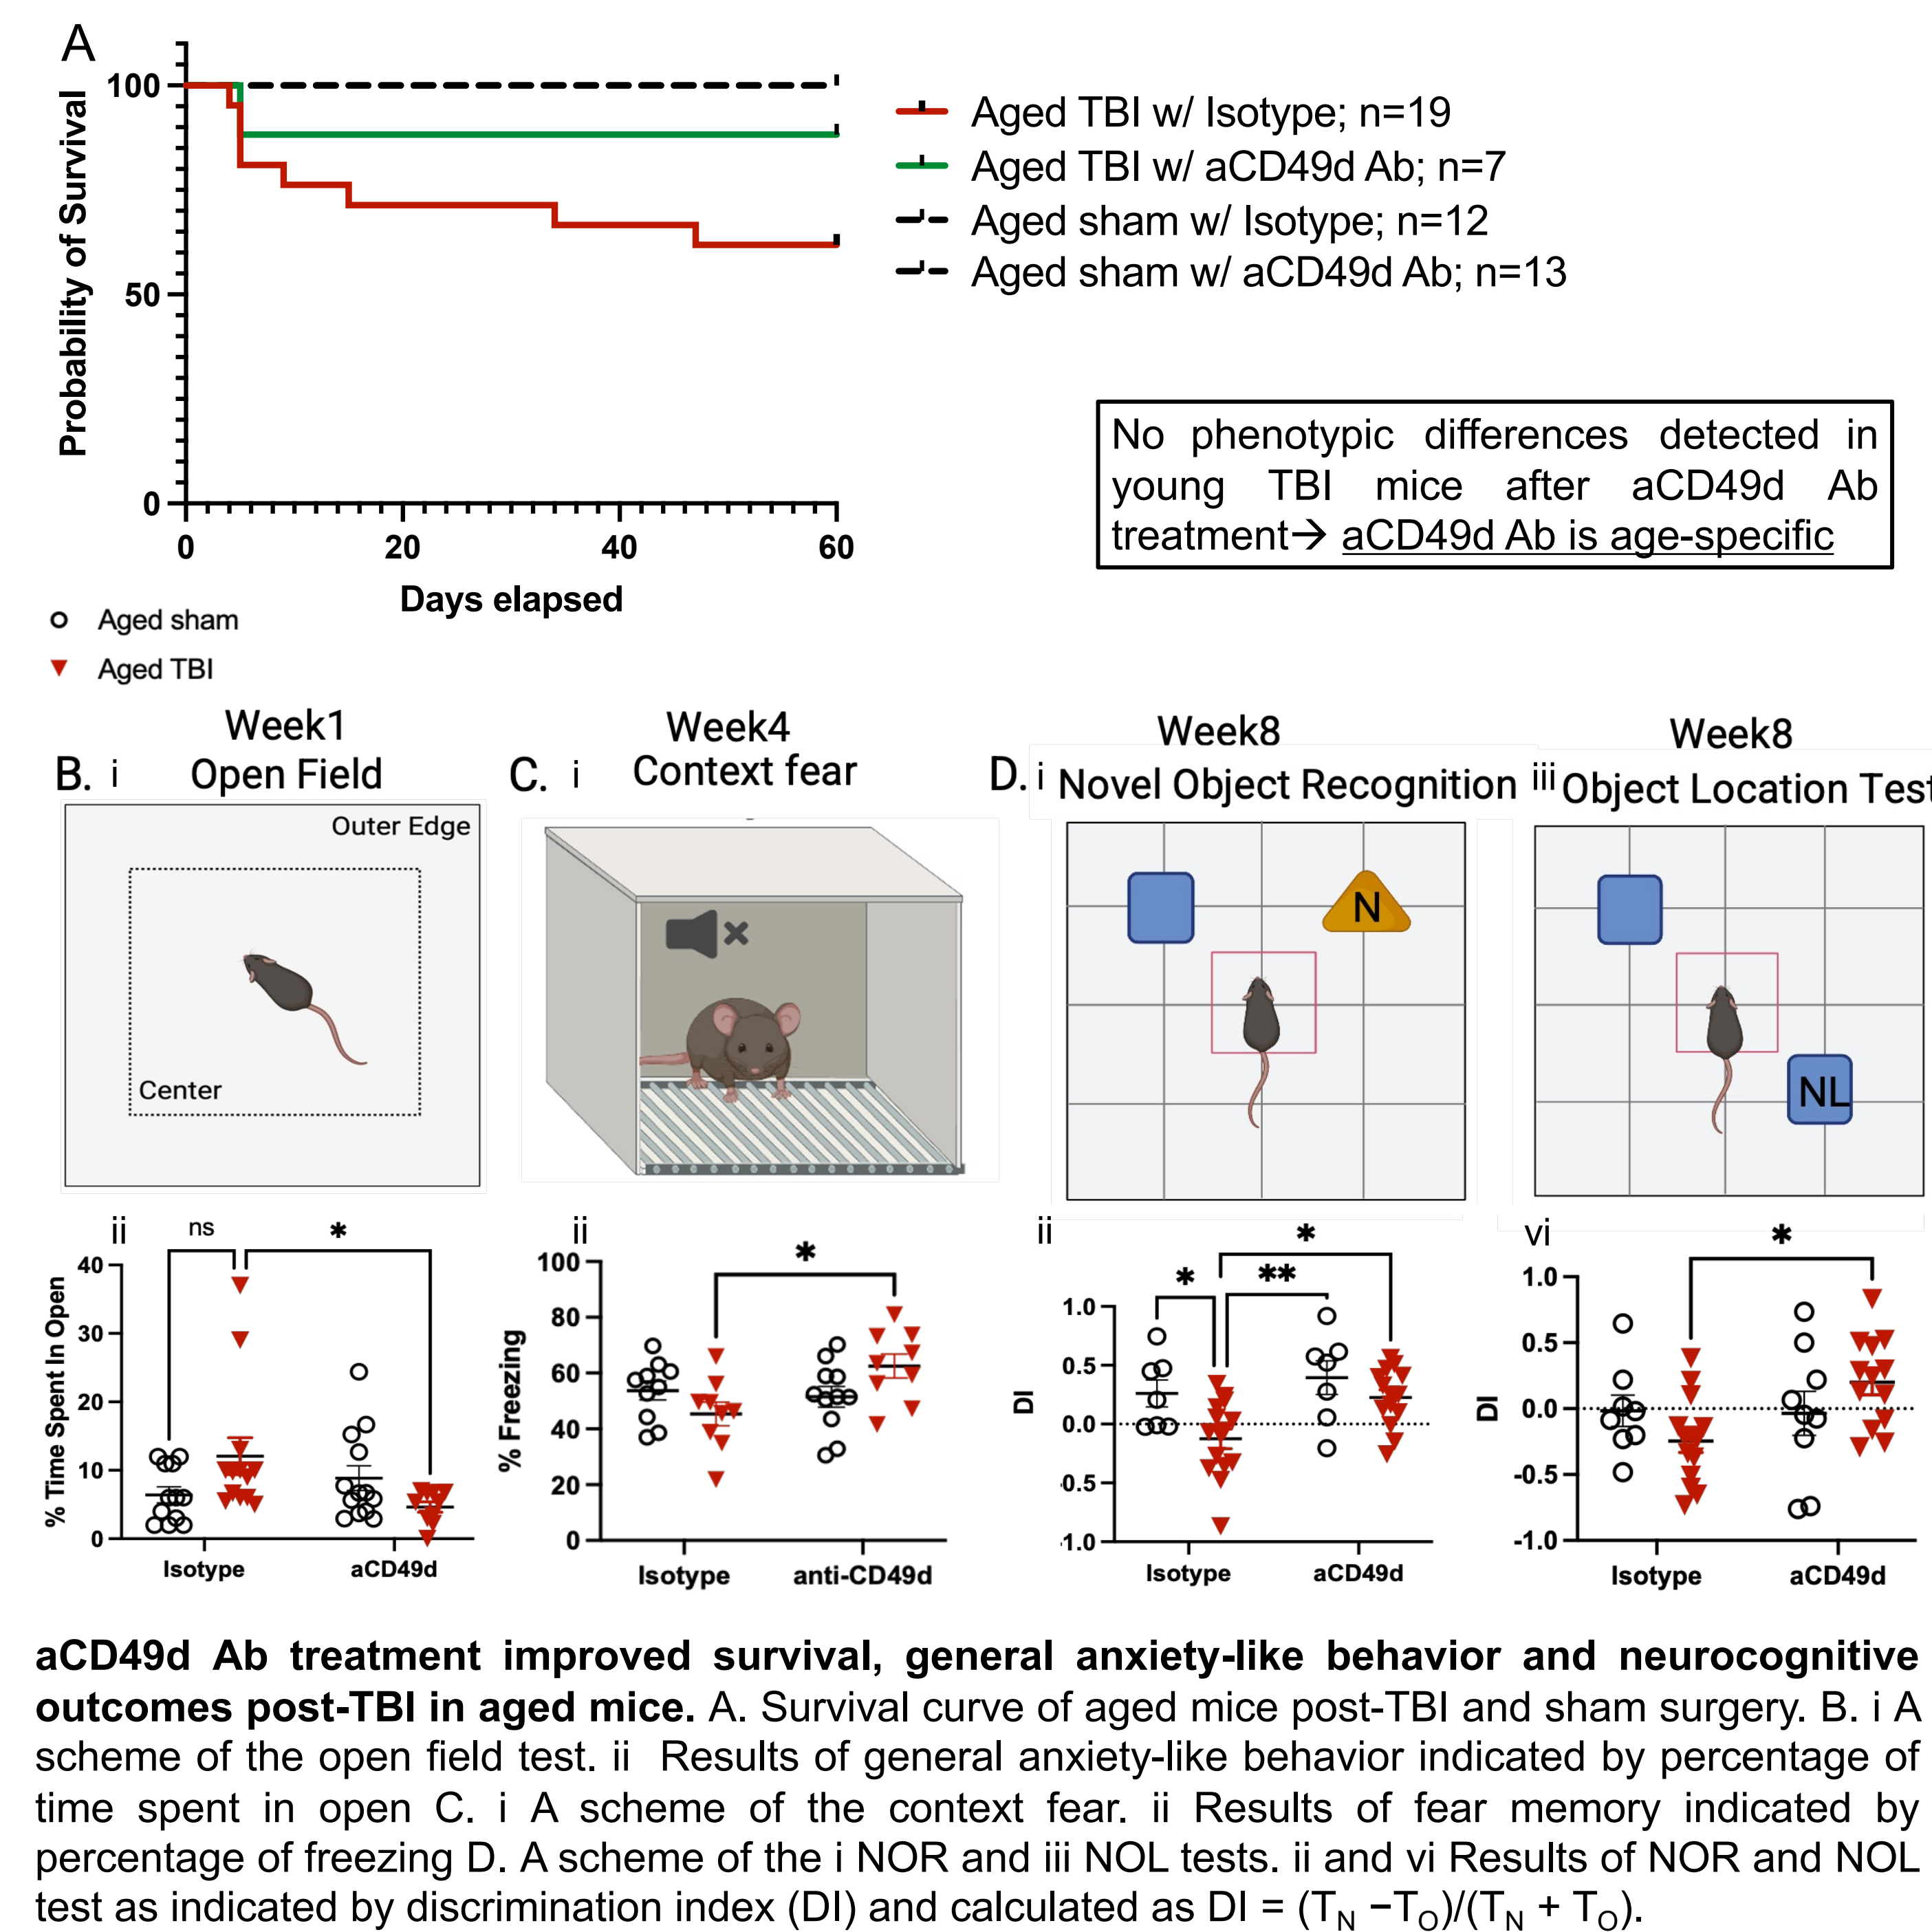 A
100
50
0
Probability of Survival
0 20 40 60
Days elapsed
Aged TBI w/ Isotype; n=19
Aged TBI w/ aCD49d Ab; n=7
Aged sham w/ Isotype; n=12
Aged sham w/ aCD49d Ab; n=13
No phenotypic differences detected in
young TBI mice after aCD49d Ab
treatment→ aCD49d Ab is age-specific
Aged sham
Aged TBI
Week1
B. i Open Field
Outer Edge
Center
Week4
C. i Context fear
Week8
D. i Novel Object Recognition
N
Week8
iii Object Location Test
NL
ii
ns *
% Time Spent In Open
40
30
20
10
0
Isotype aCD49d
ii
*
% Freezing
100
80
60
40
20
0
Isotype anti-CD49d
ii
*
* **
DI
1.0
0.5
0.0
0.5
1.0
Isotype aCD49d
vi
*
DI
1.0
0.5
0.0
-0.5
-1.0
Isotype aCD49d
aCD49d Ab treatment improved survival, general anxiety-like behavior and neurocognitive
outcomes post-TBI in aged mice. A. Survival curve of aged mice post-TBI and sham surgery. B. i A
scheme of the open field test. ii Results of general anxiety-like behavior indicated by percentage of
time spent in open C. i A scheme of the context fear. ii Results of fear memory indicated by
percentage of freezing D. A scheme of the i NOR and iii NOL tests. ii and vi Results of NOR and NOL
test as indicated by discrimination index (DI) and calculated as DI = (TN −TO)/(TN + TO).